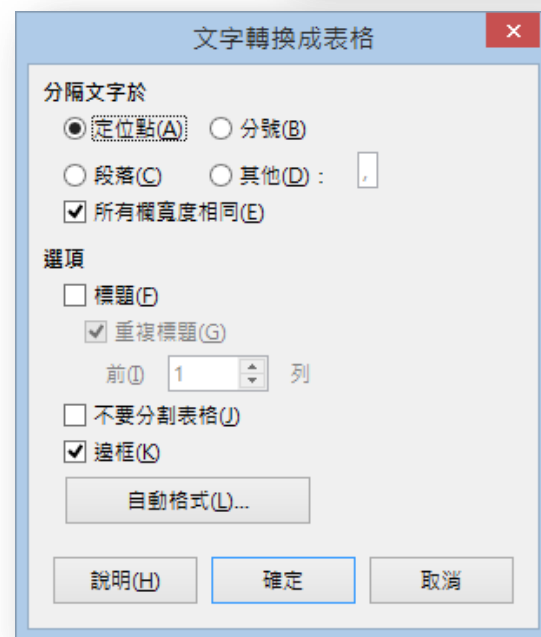 文字轉換成表格
分隔文字於
定位點(A) 分號(B)
段落(C) 其他(D)： ,
所有欄寬度相同(E)
選項
標題(F)
重複標題(G)
前(I) 1 列
不要分割表格(J)
邊框(K)
自動格式(L)...
說明(H) 確定 取消